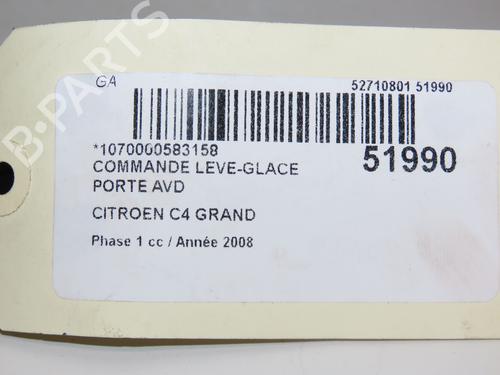 GA
52710801 51990
*1070000583158
51990
COMMANDE LEVE-GLACE
PORTE AVD
CITROEN C4 GRAND
Phase 1 cc / Année 2008
B-PARTS